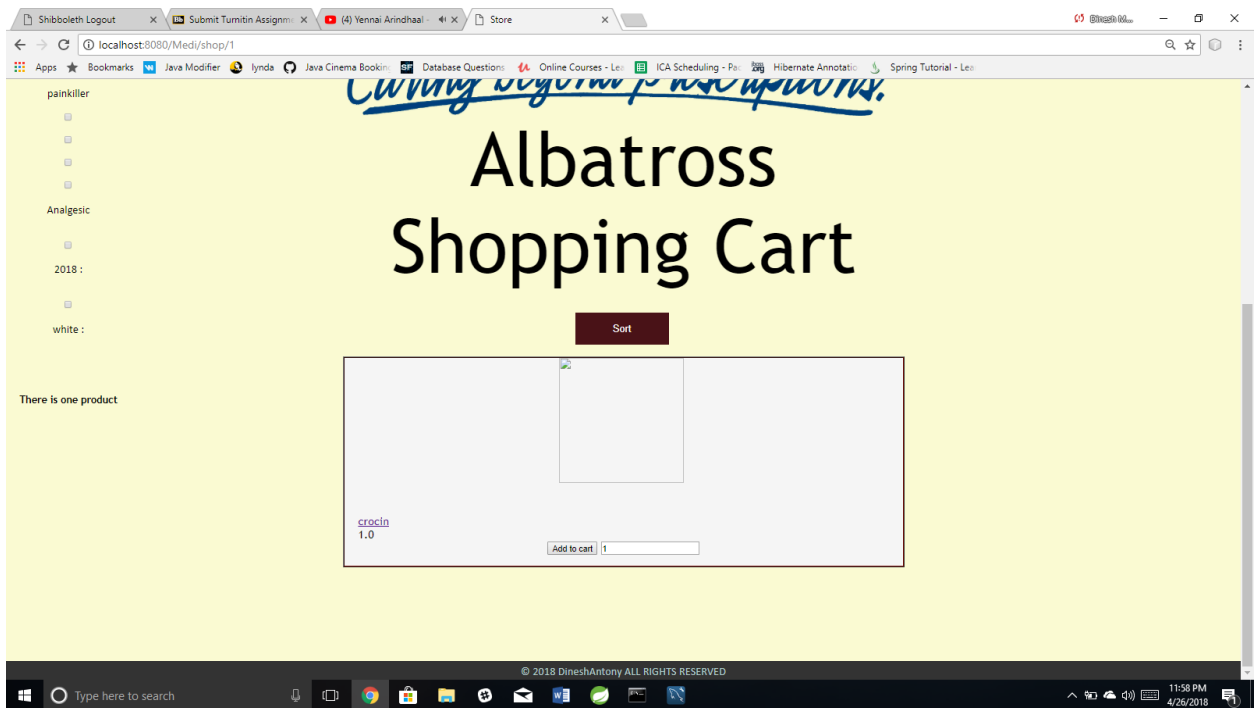 Shibboleth Logout
Submit Turnitin Assignme
(4) Yennai Arindhaal -
Store
localhost:8080/Medi/shop/1
Apps Bookmarks Java Modifier lynda Java Cinema Booking Database Questions Online Courses - Lea ICA Scheduling - Pac Hibernate Annotatio Spring Tutorial - Lea
painkiller
Analgesic
2018 :
white :
There is one product
Albatross
Shopping Cart
Sort
crocin
1.0
Add to cart 1
© 2018 DineshAntony ALL RIGHTS RESERVED
Type here to search
11:58 PM
4/26/2018